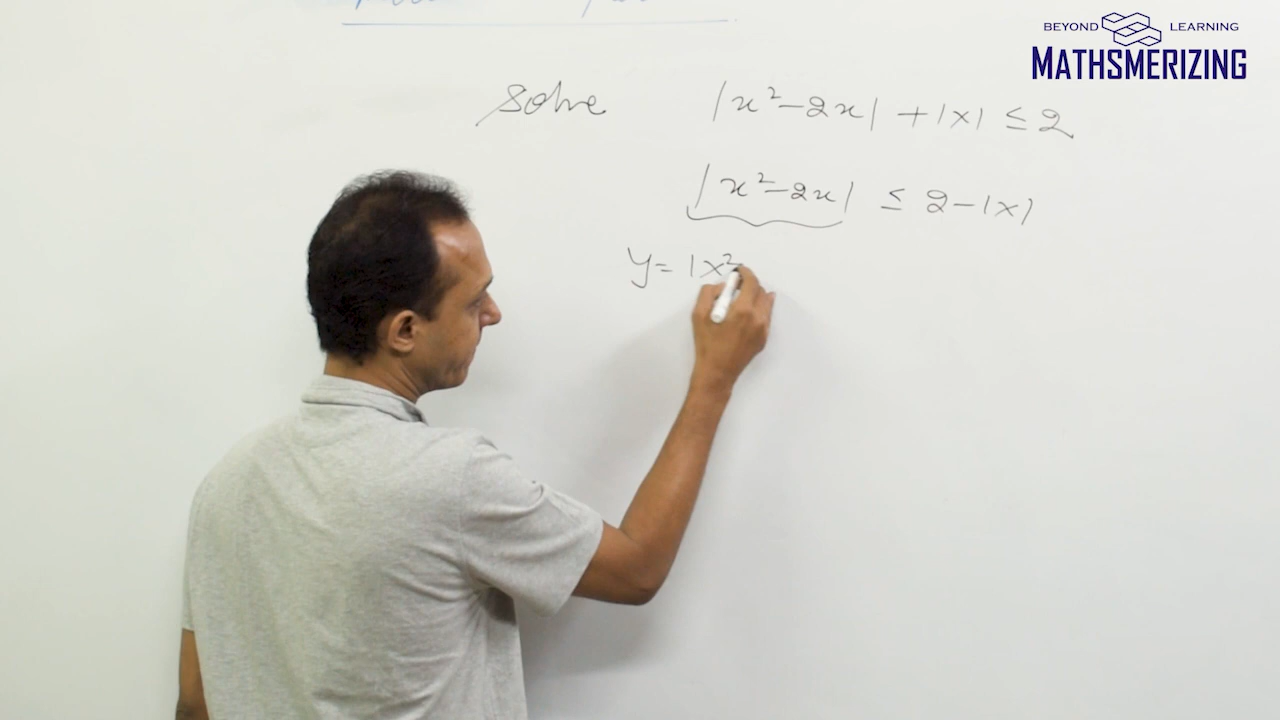 BEYOND LEARNING
MATHSMERIZING
Solve |x²-2x| + |x| ≤ 2
|x²-2x| ≤ 2-|x|
y= |x²